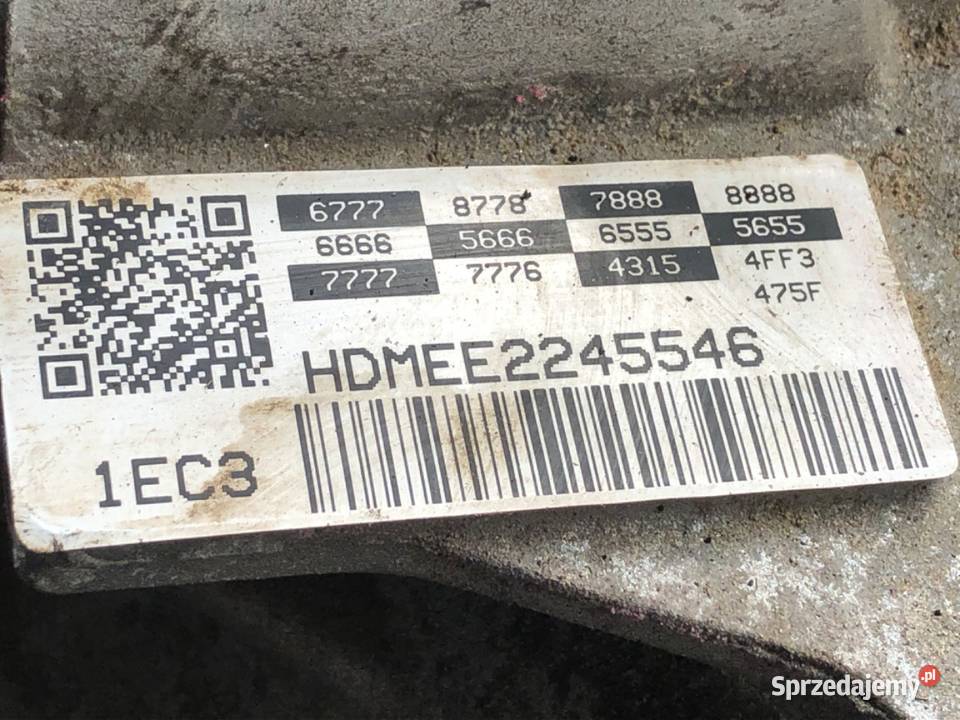 6777 8778 7888 8888
6666 5666 6555 5655
7777 7776 4315 4FF3
475F
HDMEE2245546
1EC3
Sprzedajemy.pl